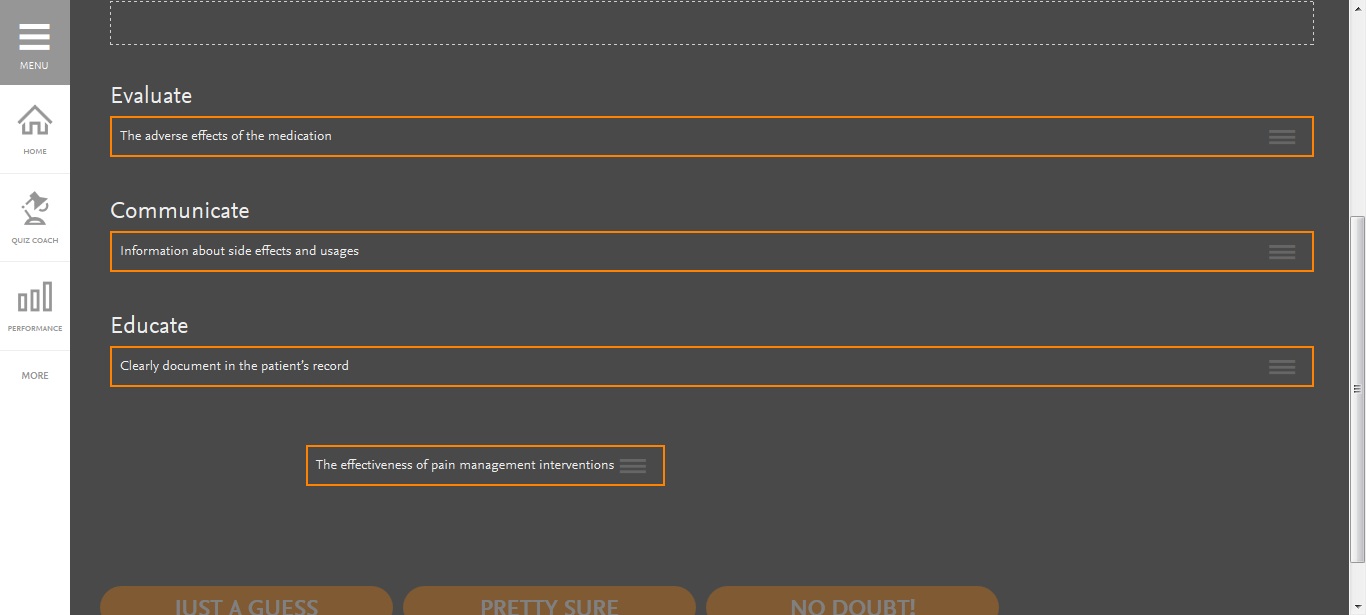 MENU
HOME
QUIZ COACH
PERFORMANCE
MORE
Evaluate
The adverse effects of the medication
Communicate
Information about side effects and usages
Educate
Clearly document in the patient's record
The effectiveness of pain management interventions
JUST A GUESS
PRETTY SURE
NO DOUBT!